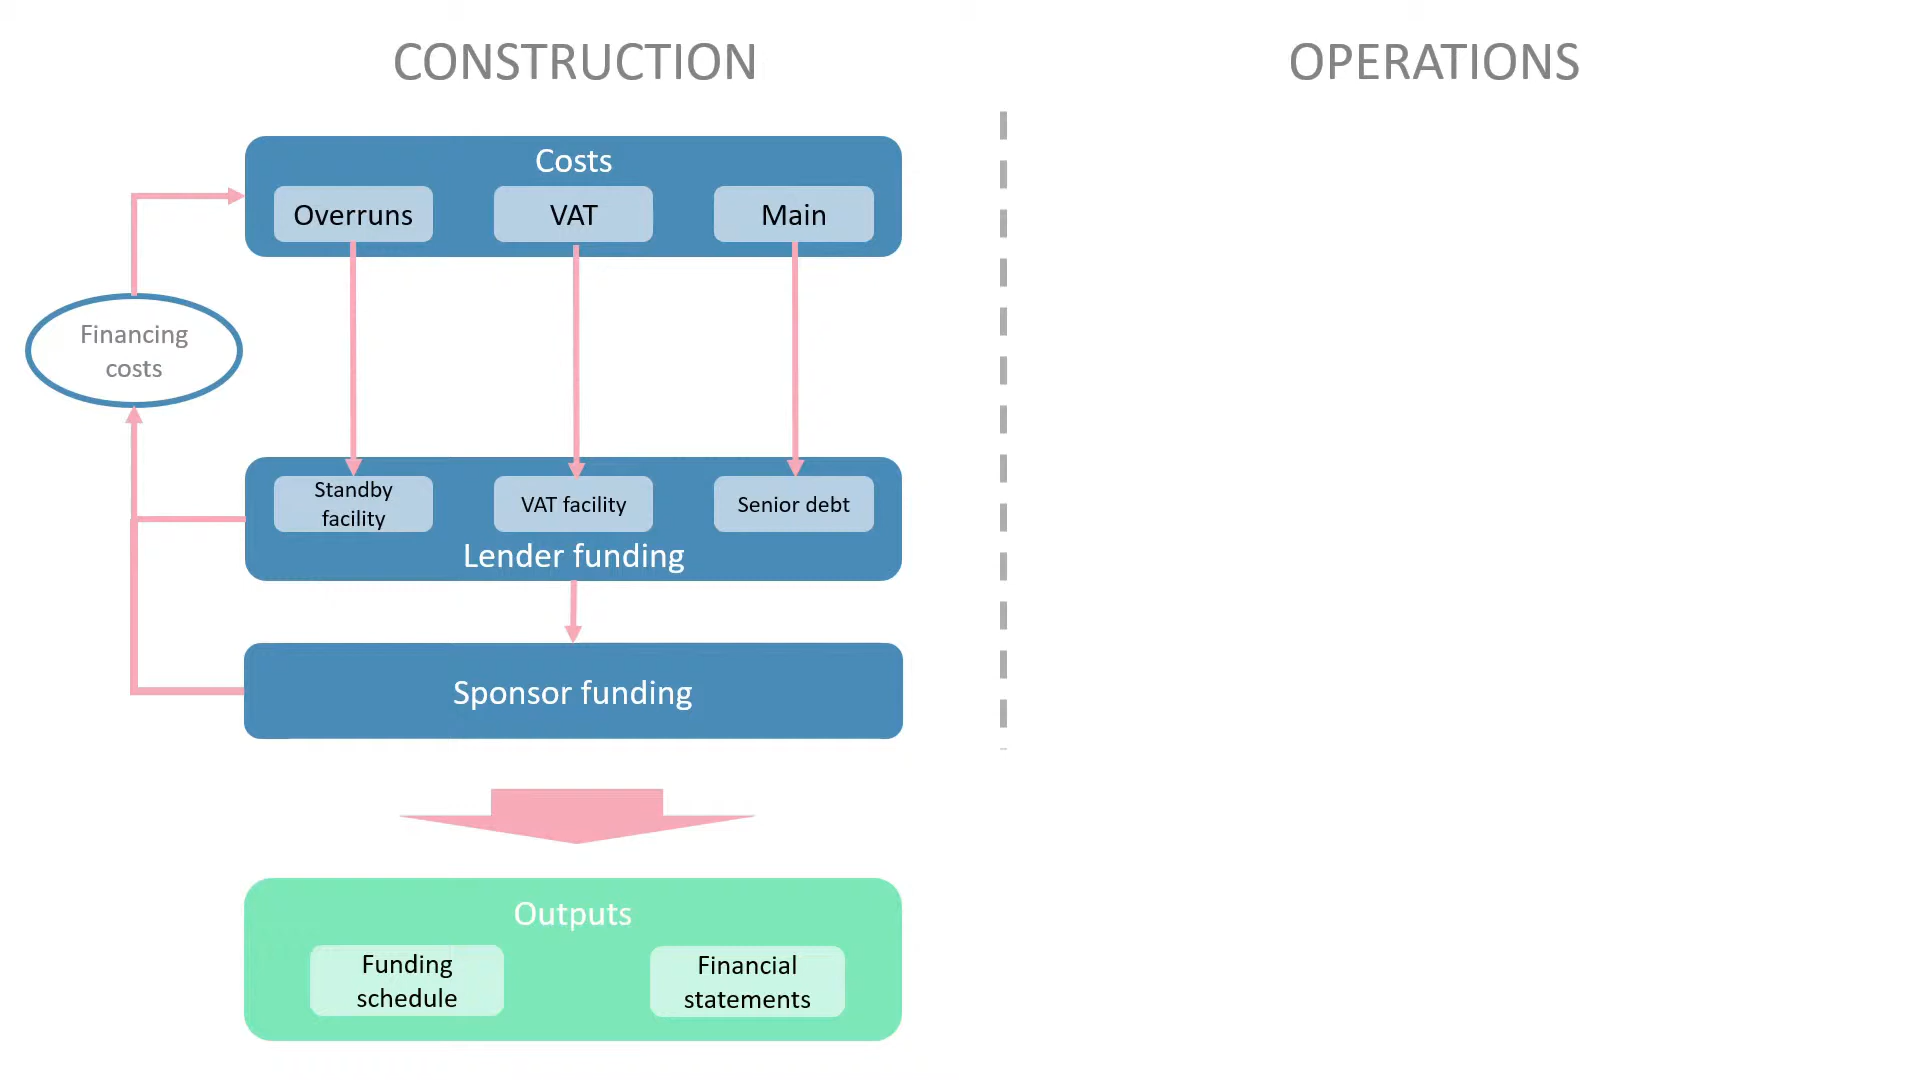 CONSTRUCTION
OPERATIONS
Costs
Overruns
VAT
Main
Financing
costs
Standby
facility
VAT facility
Senior debt
Lender funding
Sponsor funding
Outputs
Funding
schedule
Financial
statements